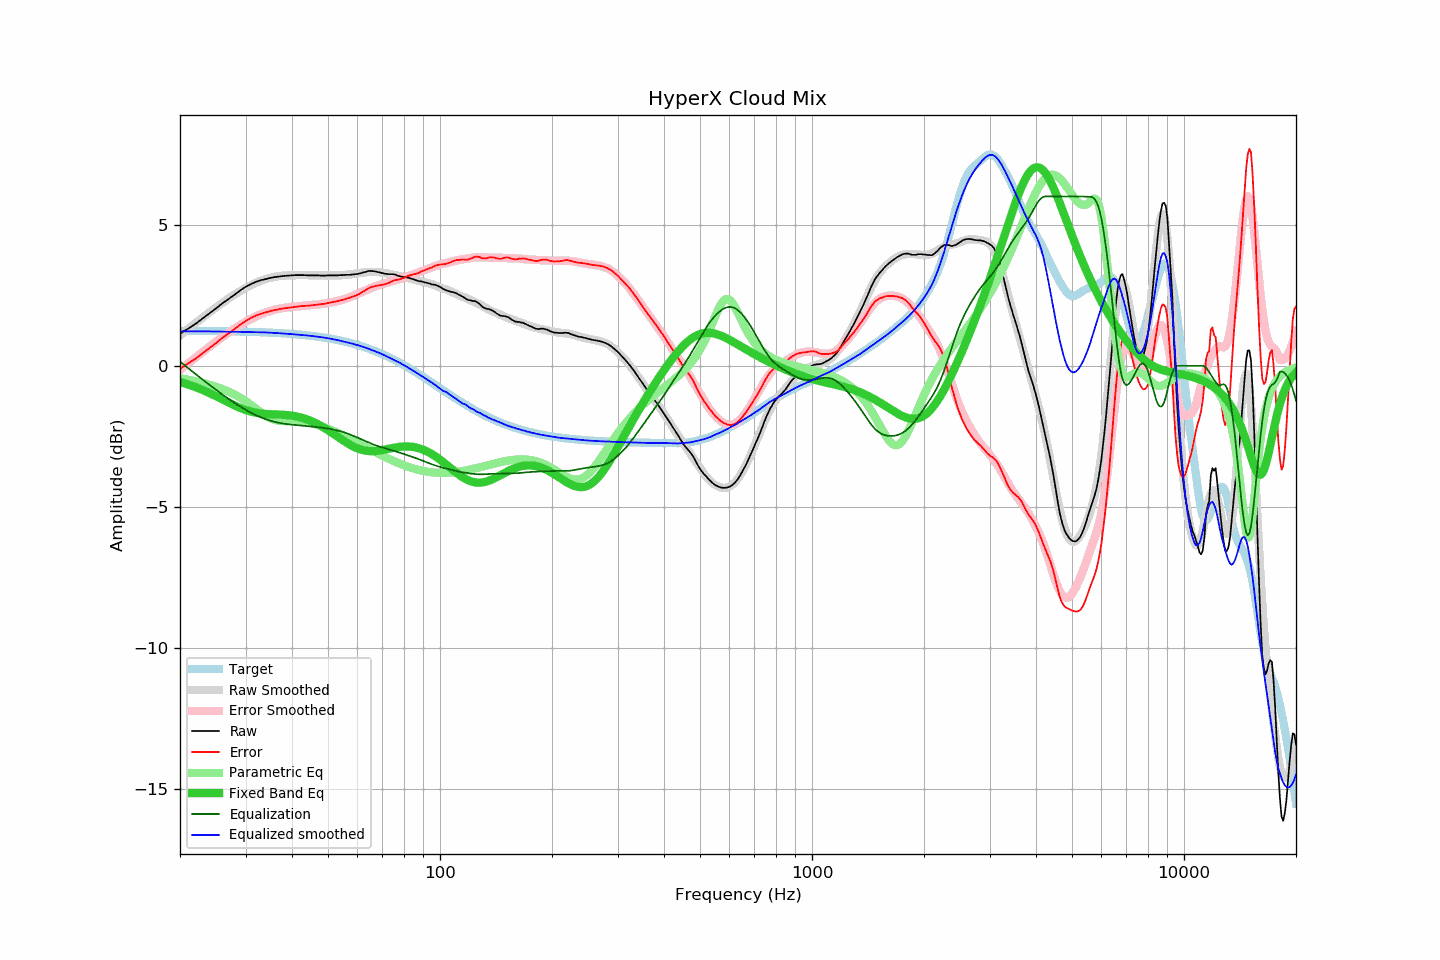 HyperX Cloud Mix
5
0
−5
−10
−15
Amplitude (dBr)
Target
Raw Smoothed
Error Smoothed
Raw
Error
Parametric Eq
Fixed Band Eq
Equalization
Equalized smoothed
100
1000
10000
Frequency (Hz)